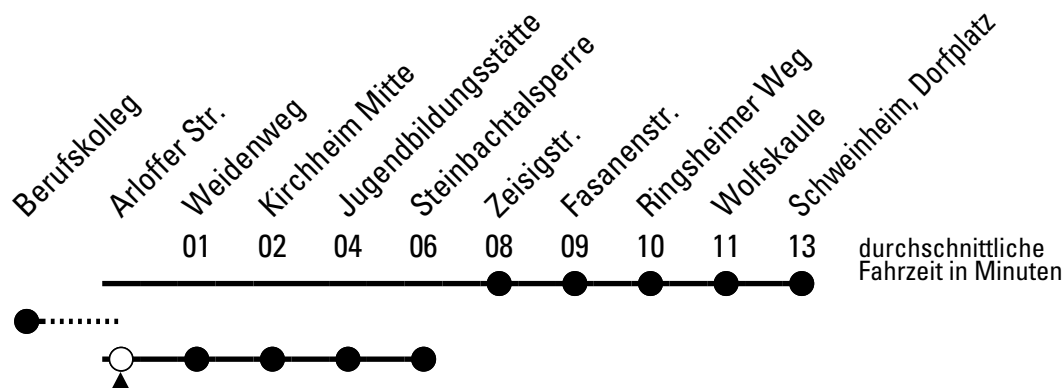 Berufskolleg
Arloffer Str.
Weidenweg
Kirchheim Mitte
Jugendbildungsstätte
Steinbachtalsperre
Zeisigstr.
Fasanenstr.
Ringsheimer Weg
Wolfskaule
Schweinheim, Dorfplatz
01 02 04 06 08 09 10 11 13
durchschnittliche
Fahrzeit in Minuten